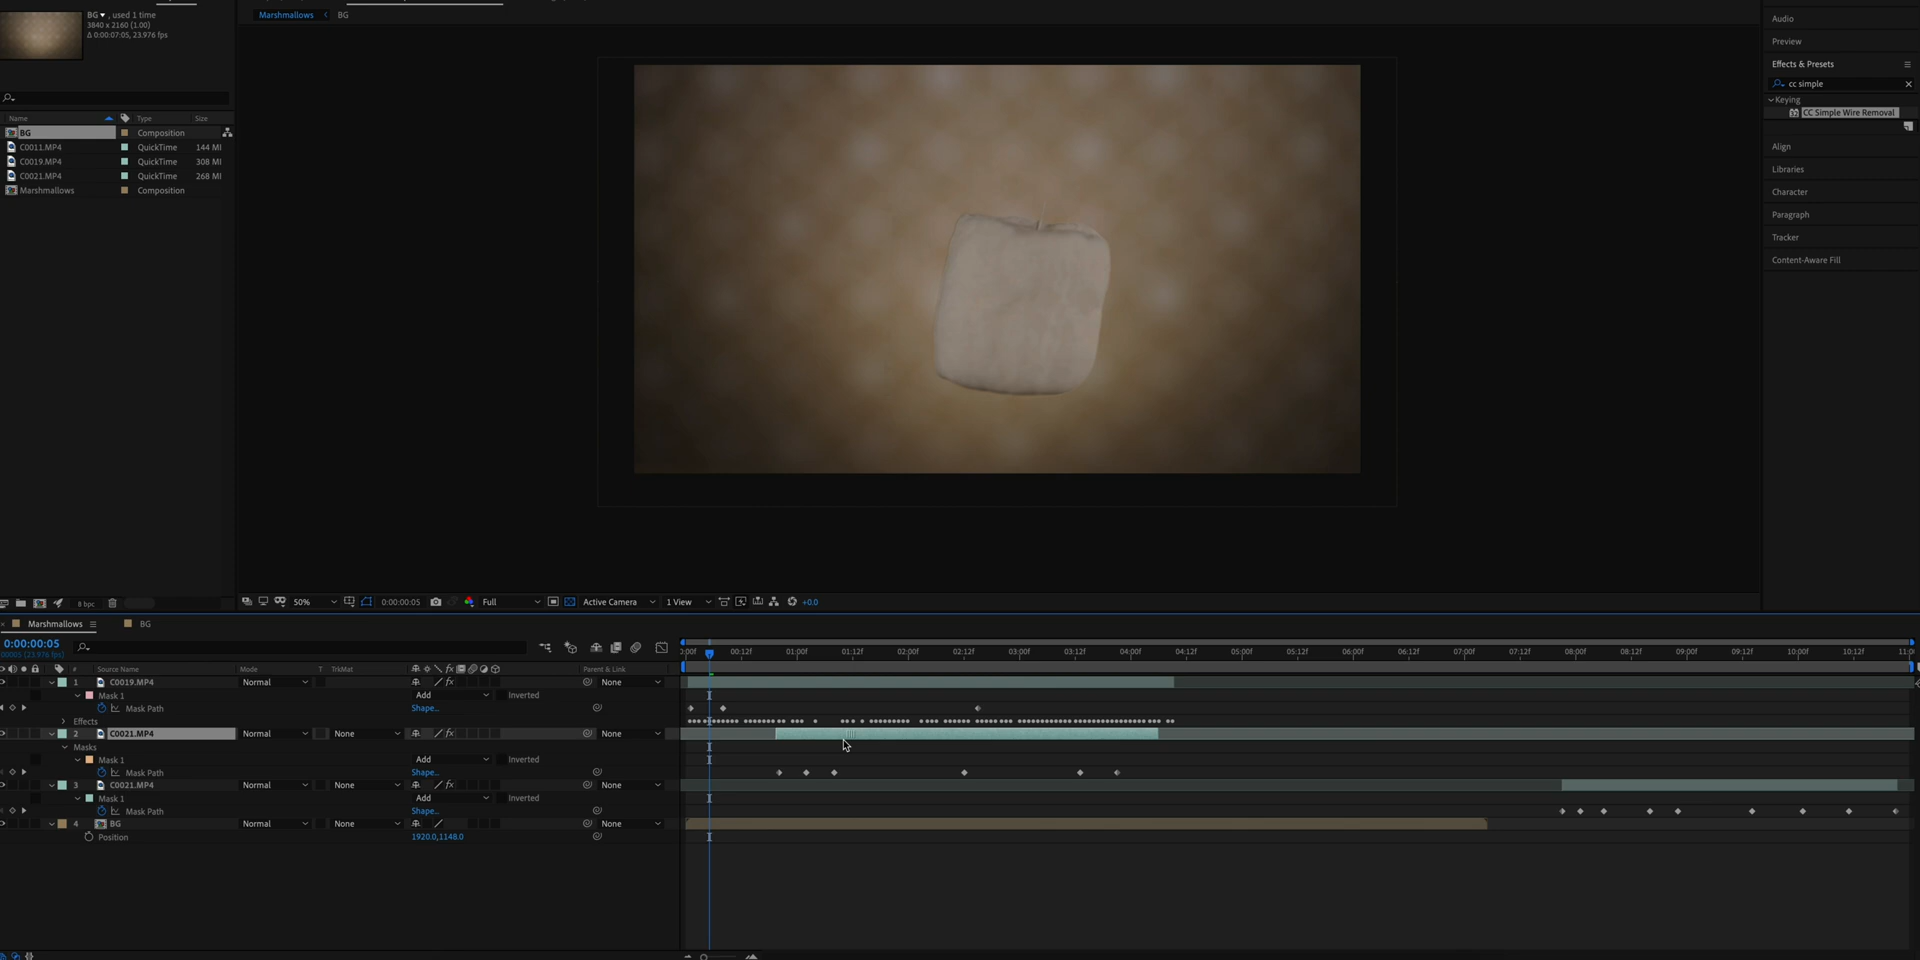 BG▼, used 1 time
3840 x 2160 (1.00)
Δ 0:00:07:05, 23.976 fps
Name Type Size
BG Composition
C0011.MP4 QuickTime 144 MI
C0019.MP4 QuickTime 308 MI
C0021.MP4 QuickTime 268 MI
Marshmallows Composition
8 bpc
Marshmallows BG
50% 0:00:00:05 Full Active Camera 1 View +0.0
Audio
Preview
Effects & Presets
cc simple
Keying
CC Simple Wire Removal
Align
Libraries
Character
Paragraph
Tracker
Content-Aware Fill
Marshmallows BG
0:00:00:05
00005 (23.976 fps)
# Source Name Mode T TrkMat Parent & Link
0:00f 00:12f 01:00f 01:12f 02:00f 02:12f 03:00f 03:12f 04:00f 04:12f 05:00f 05:12f 06:00f 06:12f 07:00f 07:12f 08:00f 08:12f 09:00f 09:12f 10:00f 10:12f 11:0
1 C0019.MP4 Normal None
Mask 1 Add Inverted
Mask Path Shape...
Effects
2 C0021.MP4 Normal None None
Masks
Mask 1 Add Inverted
Mask Path Shape...
3 C0021.MP4 Normal None None
Mask 1 Add Inverted
Mask Path Shape...
4 BG Normal None None
Position 1920.0,1148.0